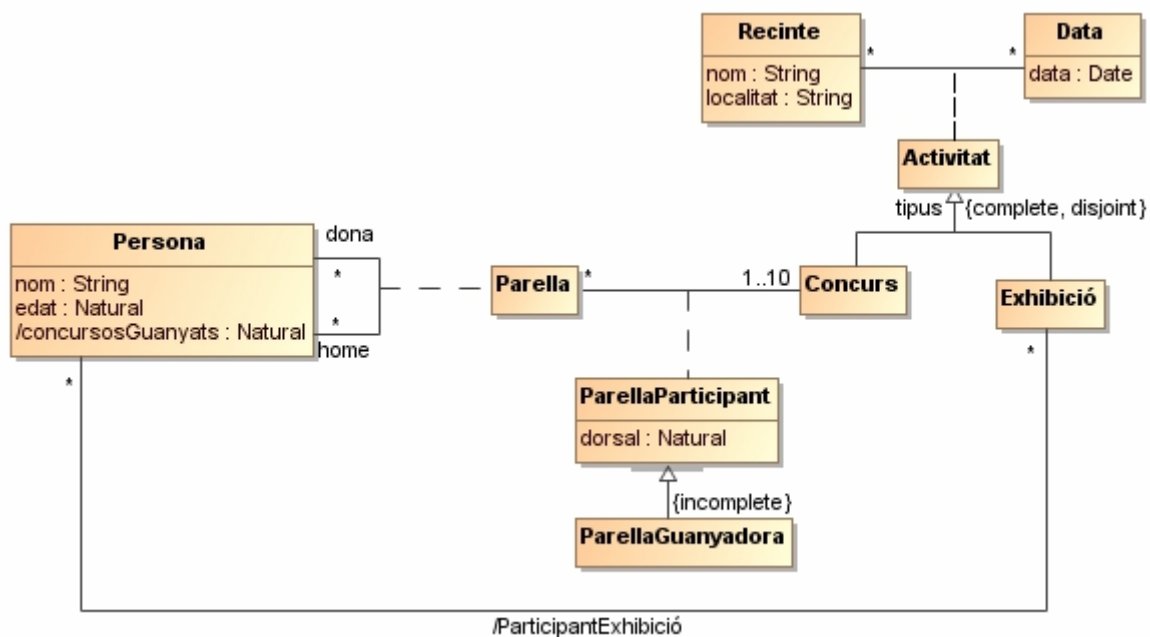 Recinte
nom : String
localitat : String
*
*
Data
data : Date
Activitat
tipus
{complete, disjoint}
Persona
nom : String
edat : Natural
/concursosGuanyats : Natural
dona
*
*
home
*
Parella
*
1..10
Concurs
Exhibició
*
ParellaParticipant
dorsal : Natural
{incomplete}
ParellaGuanyadora
/ParticipantExhibició